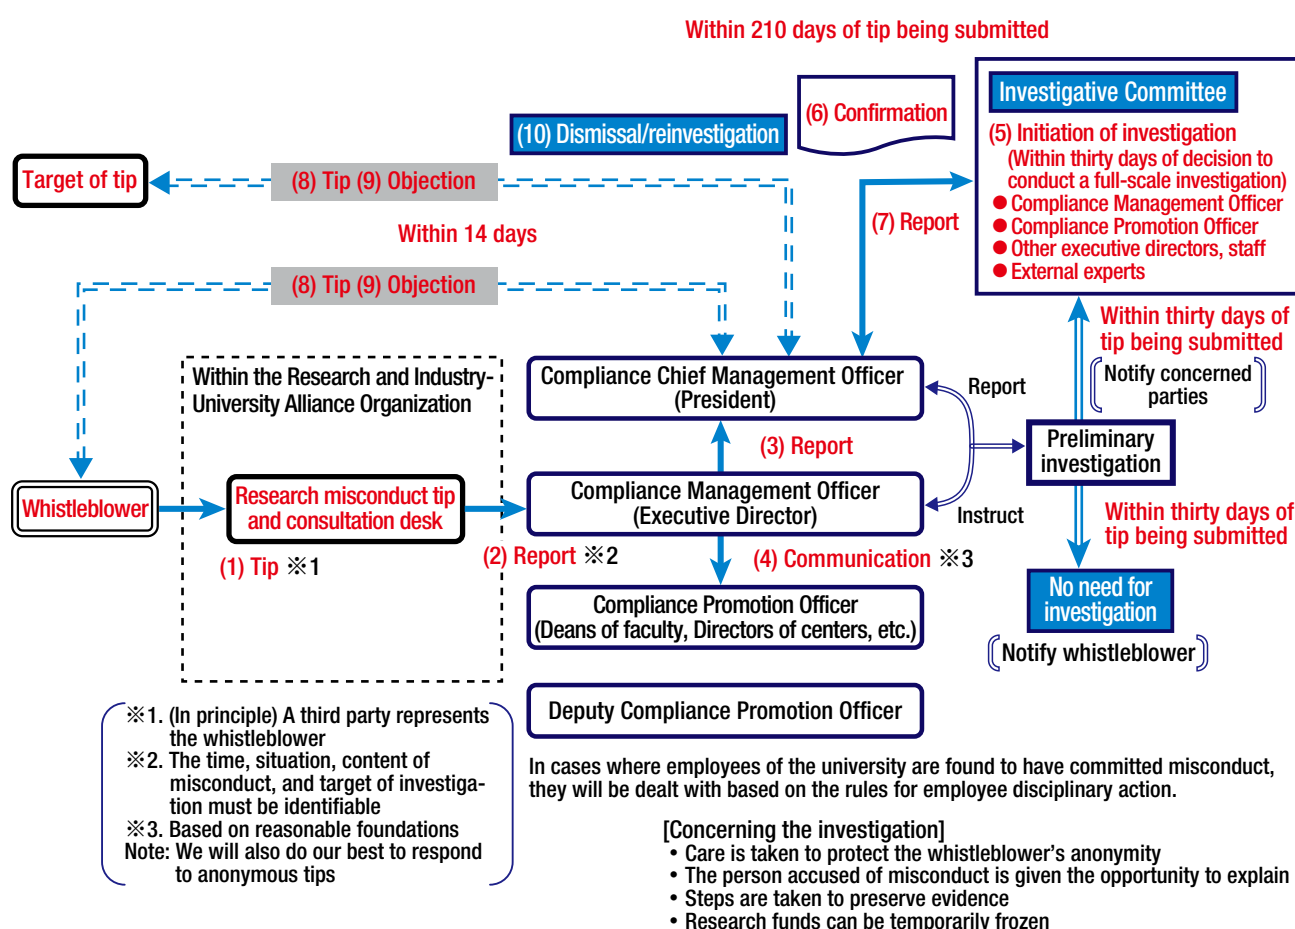 Within 210 days of tip being submitted
Investigative Committee
(5) Initiation of investigation
(Within thirty days of decision to
conduct a full-scale investigation)
● Compliance Management Officer
● Compliance Promotion Officer
● Other executive directors, staff
● External experts
(6) Confirmation
(10) Dismissal/reinvestigation
Target of tip
(8) Tip (9) Objection
(7) Report
Within 14 days
(8) Tip (9) Objection
Within thirty days of
tip being submitted
Notify concerned
parties
Within the Research and Industry-
University Alliance Organization
Compliance Chief Management Officer
(President)
Report
(3) Report
Preliminary
investigation
Whistleblower
Research misconduct tip
and consultation desk
Compliance Management Officer
(Executive Director)
Instruct
Within thirty days of
tip being submitted
(1) Tip ※1
(2) Report ※2
(4) Communication ※3
Compliance Promotion Officer
(Deans of faculty, Directors of centers, etc.)
No need for
investigation
Notify whistleblower
Deputy Compliance Promotion Officer
※1. (In principle) A third party represents
the whistleblower
※2. The time, situation, content of
misconduct, and target of investiga-
tion must be identifiable
※3. Based on reasonable foundations
Note: We will also do our best to respond
to anonymous tips
In cases where employees of the university are found to have committed misconduct,
they will be dealt with based on the rules for employee disciplinary action.
[Concerning the investigation]
• Care is taken to protect the whistleblower's anonymity
• The person accused of misconduct is given the opportunity to explain
• Steps are taken to preserve evidence
• Research funds can be temporarily frozen